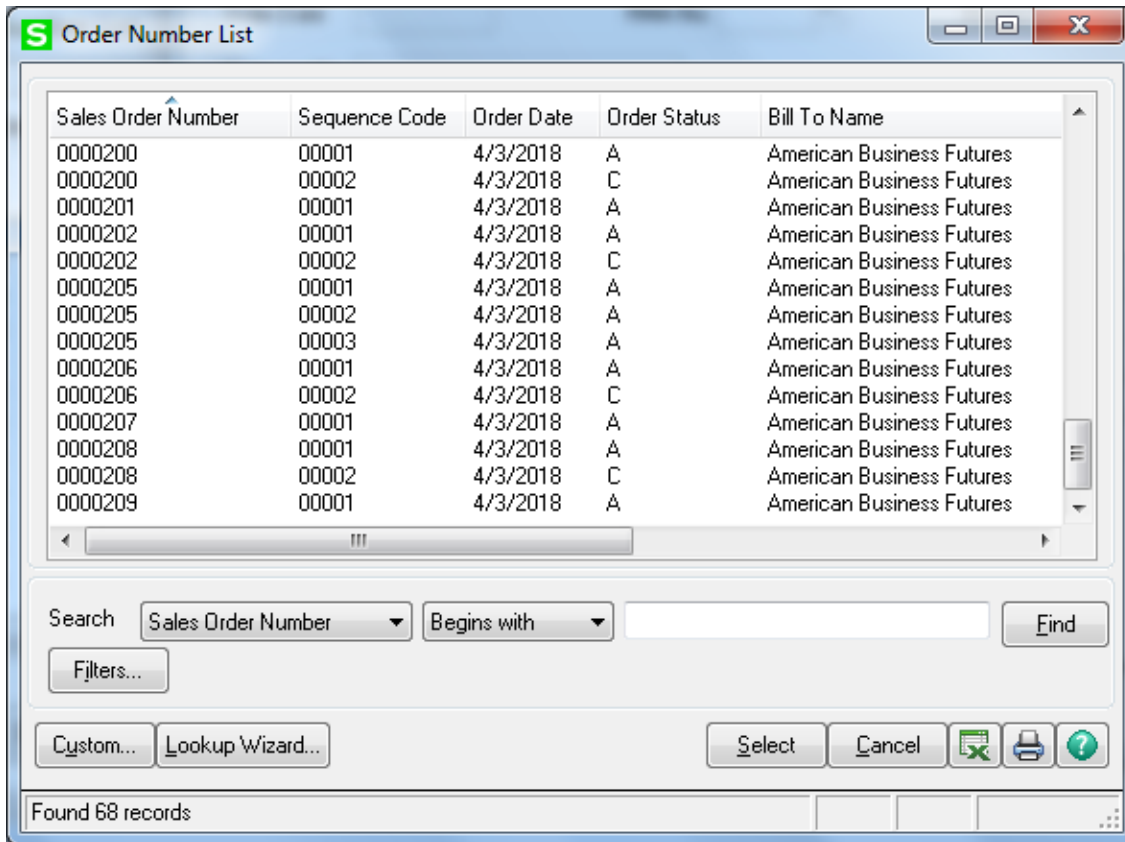 S Order Number List
Sales Order Number Sequence Code Order Date Order Status Bill To Name
0000200 00001 4/3/2018 A American Business Futures
0000200 00002 4/3/2018 C American Business Futures
0000201 00001 4/3/2018 A American Business Futures
0000202 00001 4/3/2018 A American Business Futures
0000202 00002 4/3/2018 C American Business Futures
0000205 00001 4/3/2018 A American Business Futures
0000205 00002 4/3/2018 A American Business Futures
0000205 00003 4/3/2018 A American Business Futures
0000206 00001 4/3/2018 A American Business Futures
0000206 00002 4/3/2018 C American Business Futures
0000207 00001 4/3/2018 A American Business Futures
0000208 00001 4/3/2018 A American Business Futures
0000208 00002 4/3/2018 C American Business Futures
0000209 00001 4/3/2018 A American Business Futures
Search Sales Order Number Begins with Find
Filters...
Custom... Lookup Wizard... Select Cancel
Found 68 records